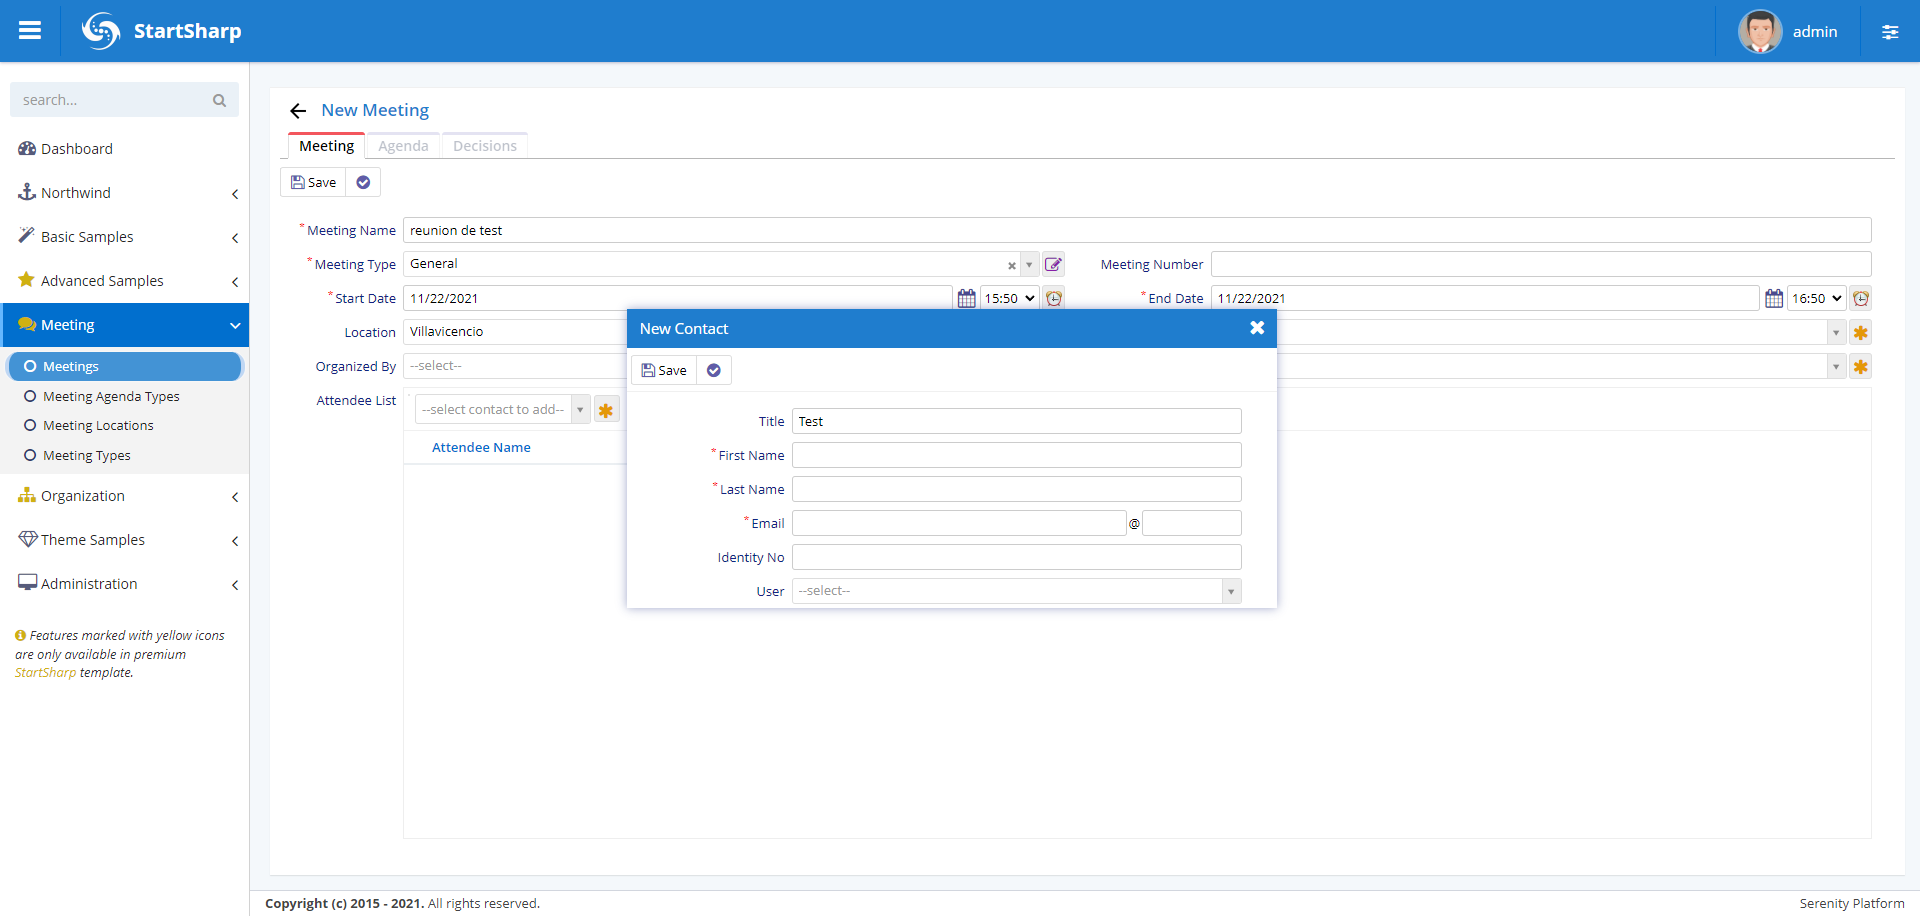 StartSharp
admin
search...
Dashboard
Northwind
Basic Samples
Advanced Samples
Meeting
Meetings
Meeting Agenda Types
Meeting Locations
Meeting Types
Organization
Theme Samples
Administration
Features marked with yellow icons
are only available in premium
StartSharp template.
New Meeting
Meeting Agenda Decisions
Save
* Meeting Name reunion de test
* Meeting Type General Meeting Number
* Start Date 11/22/2021 15:50 * End Date 11/22/2021 16:50
Location Villavicencio
Organized By --select--
Attendee List --select contact to add--
Attendee Name
New Contact
Save
Title Test
* First Name
* Last Name
* Email @
Identity No
User --select--
Copyright (c) 2015 - 2021. All rights reserved.
Serenity Platform